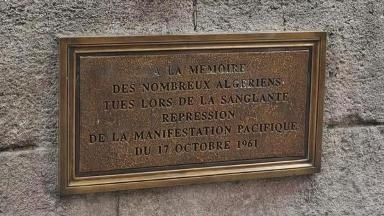 A LA MEMOIRE
DES NOMBREUX ALGERIENS
TUES LORS DE LA SANGLANTE
REPRESSION
DE LA MANIFESTATION PACIFIQUE
DU 17 OCTOBRE 1961